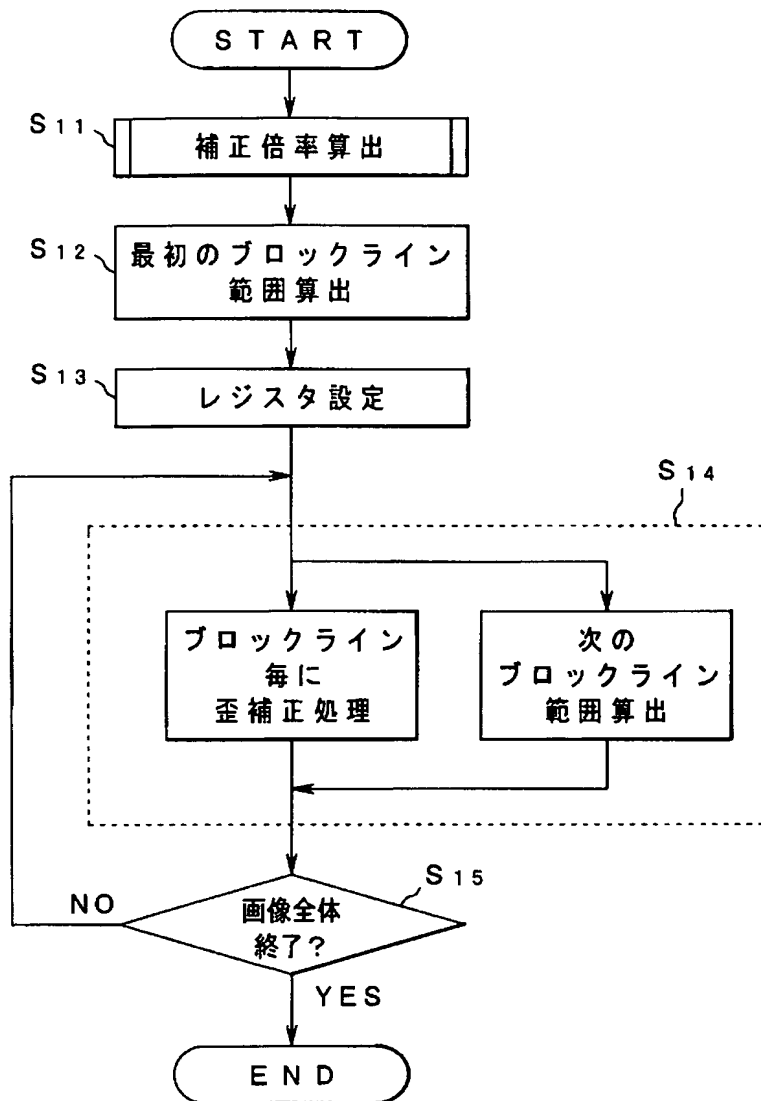 START
S11
補正倍率算出
S12
最初のブロックライン
範囲算出
S13
レジスタ設定
S14
ブロックライン
毎に
歪補正処理
次の
ブロックライン
範囲算出
S15
画像全体
終了?
NO
YES
END